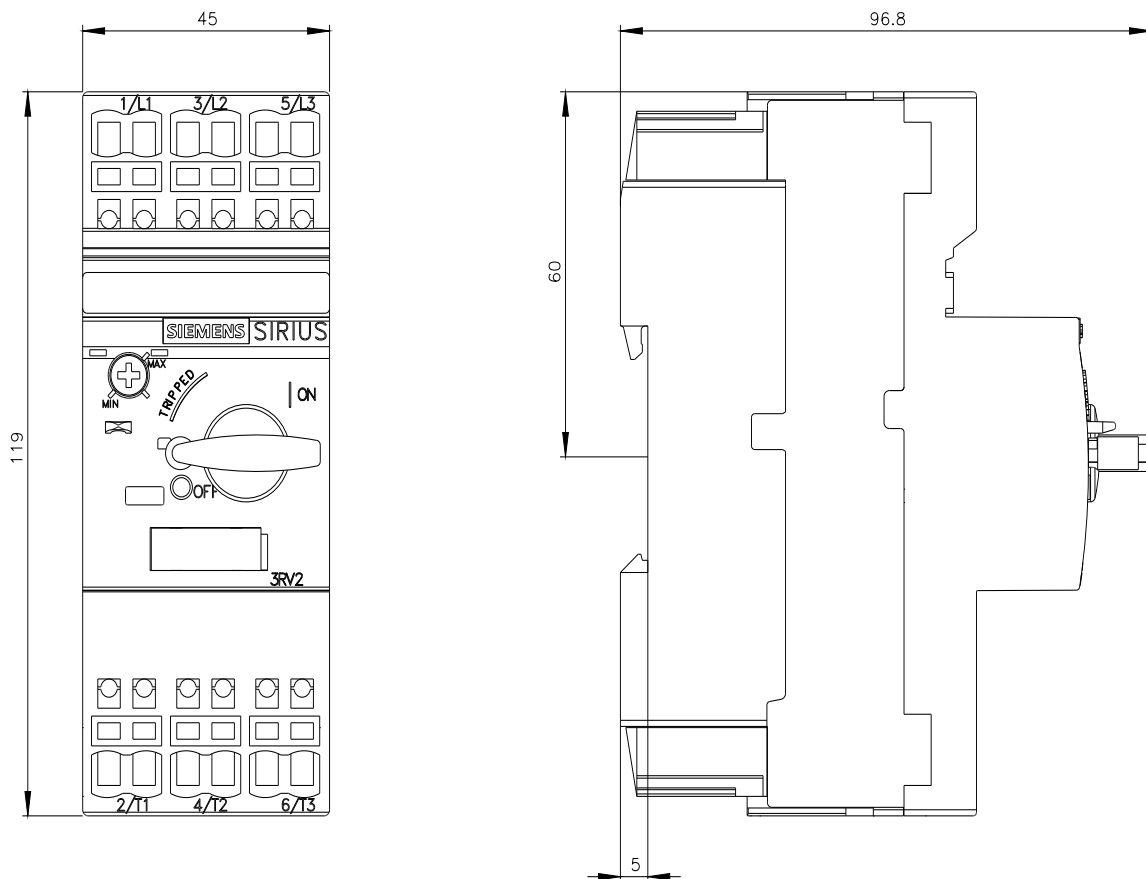 45
96.8
1/L1 3/L2 5/L3
60
SIEMENS SIRIUS
MAX
MIN
TRIPPED
ON
119
OFF
3RV2
2/T1 4/T2 6/T3
5